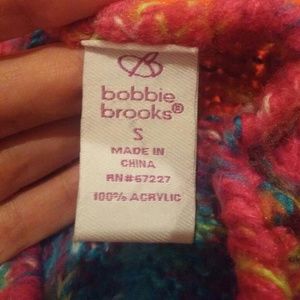 bobbie
brooks®
S
MADE IN
CHINA
RN#67227
100% ACRYLIC